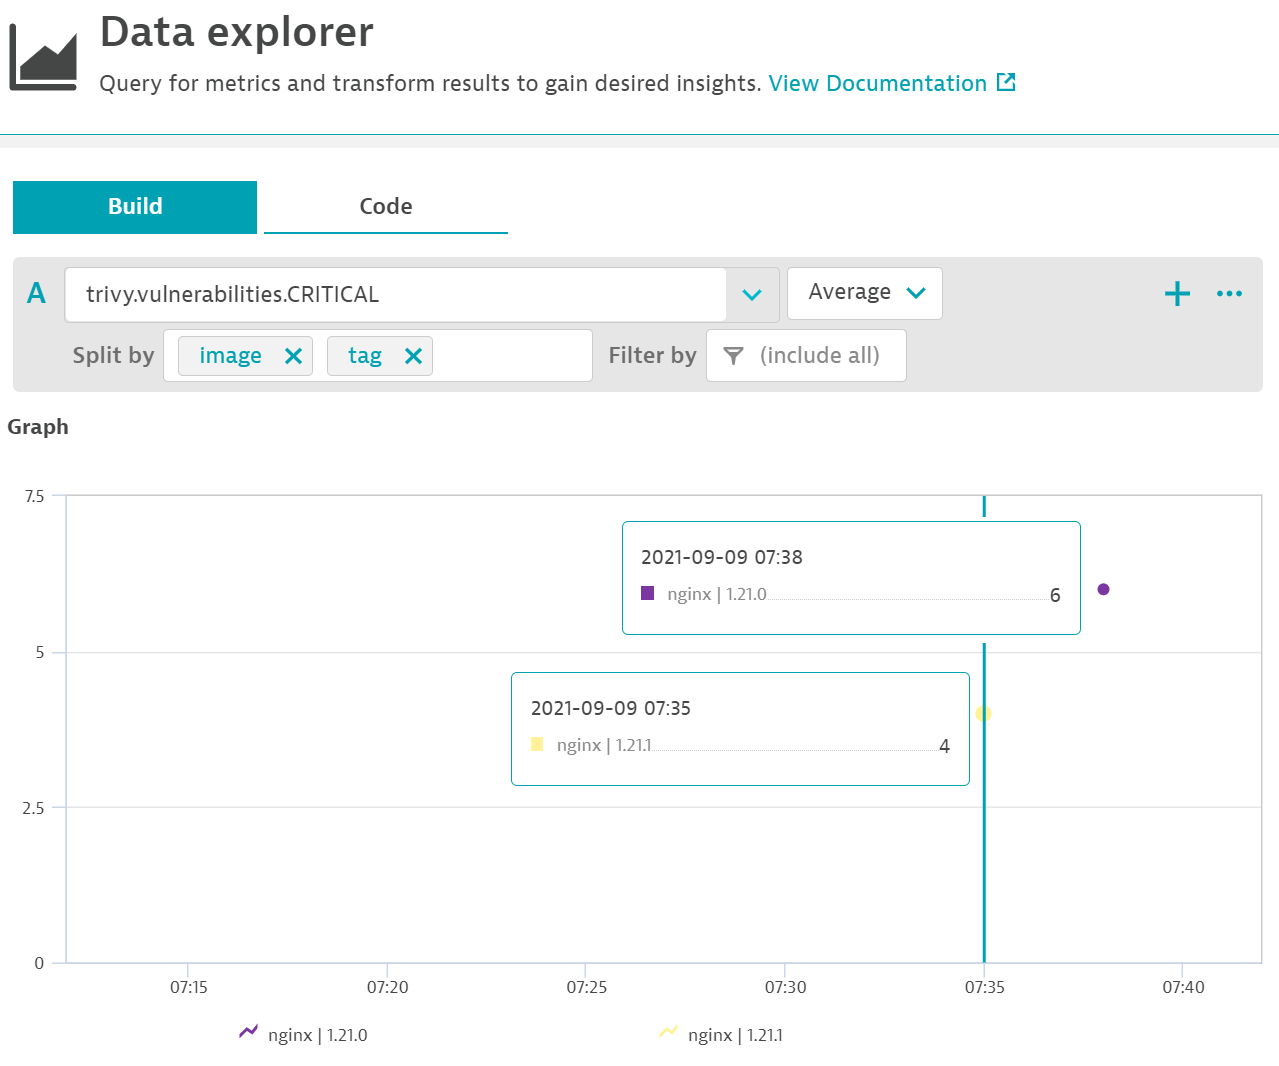 Data explorer
Query for metrics and transform results to gain desired insights. View Documentation
Build Code
A trivy.vulnerabilities.CRITICAL Average
Split by image tag Filter by (include all)
Graph
7.5
2021-09-09 07:38
nginx | 1.21.0 6
5
2021-09-09 07:35
nginx | 1.21.1 4
2.5
0
07:15 07:20 07:25 07:30 07:35 07:40
nginx | 1.21.0 nginx | 1.21.1